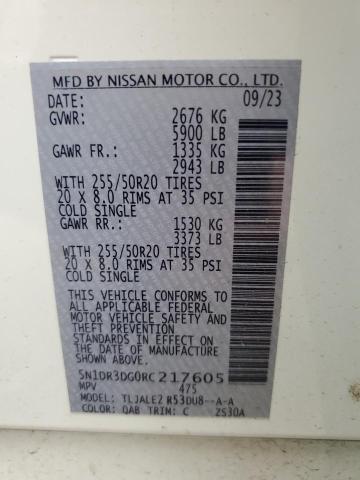 MFD BY NISSAN MOTOR CO., LTD.
DATE: 09/23
GVWR: 2676 KG
5900 LB
GAWR FR.: 1335 KG
2943 LB
WITH 255/50R20 TIRES
20 X 8.0 RIMS AT 35 PSI
COLD SINGLE
GAWR RR.: 1530 KG
3373 LB
WITH 255/50R20 TIRES
20 X 8.0 RIMS AT 35 PSI
COLD SINGLE
THIS VEHICLE CONFORMS TO
ALL APPLICABLE FEDERAL
MOTOR VEHICLE SAFETY AND
THEFT PREVENTION
STANDARDS IN EFFECT ON
THE DATE OF MANUFACTURE
SHOWN ABOVE.
5N1DR3DG0RC217605
MPV 475
MODEL: TLJALE2 R53DU8--A-A
COLOR: QAB TRIM: C ZS30A